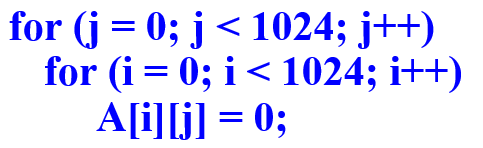 for (j = 0; j < 1024; j++)
for (i = 0; i < 1024; i++)
A[i][j] = 0;